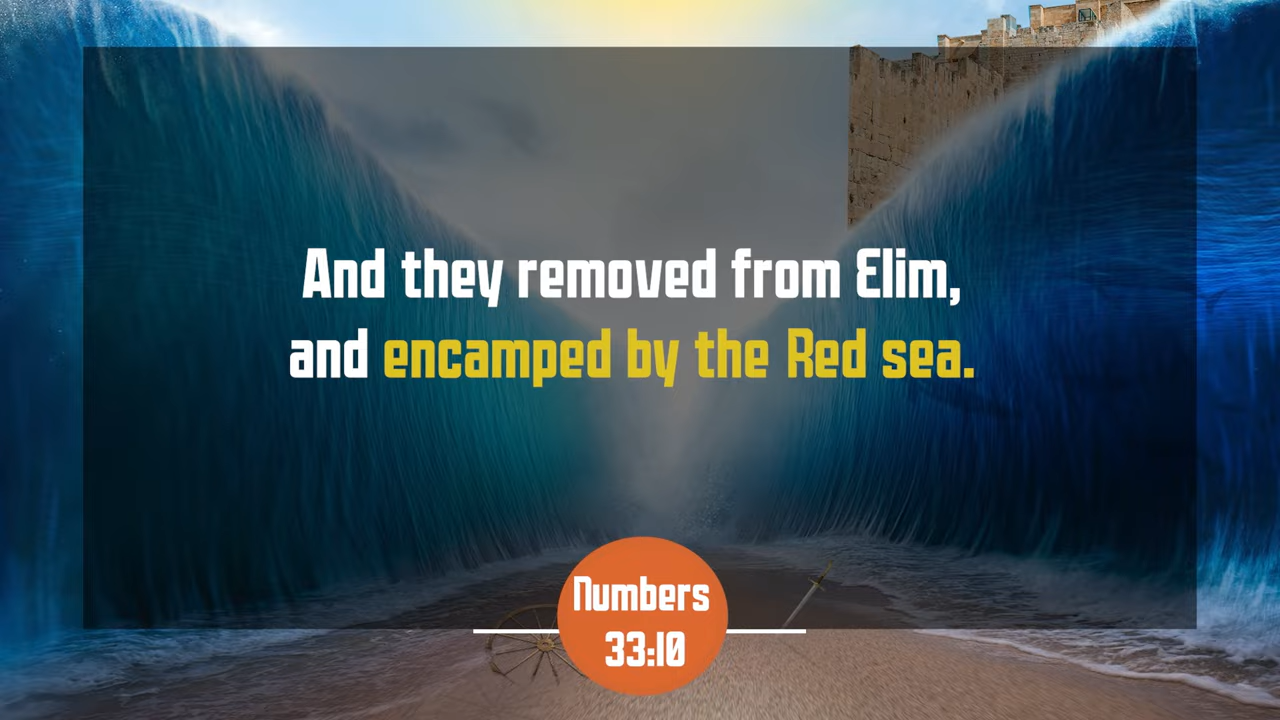 And they removed from Elim,
and encamped by the Red sea.
Numbers
33:10